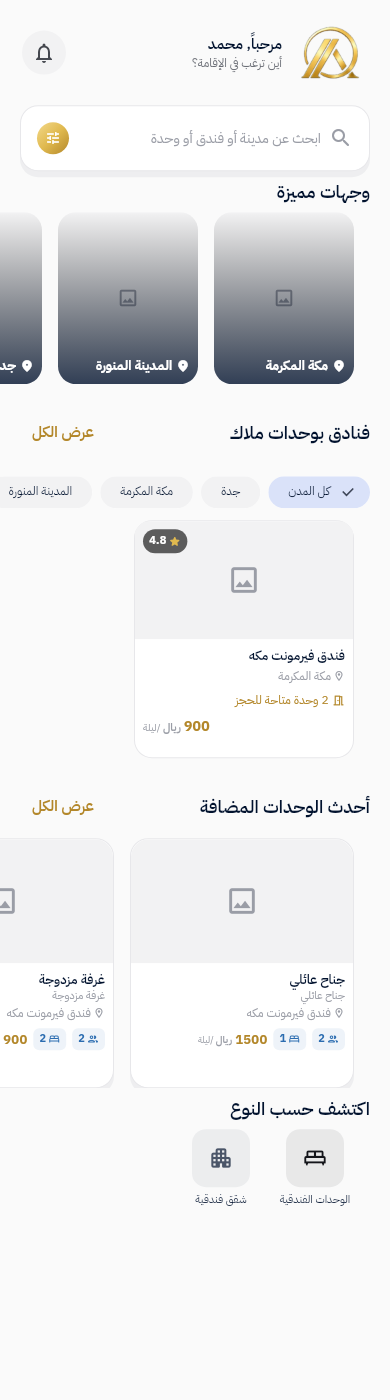 مرحباً, محمد
أين ترغب في الإقامة؟
ابحث عن مدينة أو فندق أو وحدة
وجهات مميزة
مكة المكرمة
المدينة المنورة
جد
فنادق بوحدات ملاك
عرض الكل
كل المدن
جدة
مكة المكرمة
المدينة المنورة
4.8
فندق فيرمونت مكه
مكة المكرمة
2 وحدة متاحة للحجز
900 ريال /ليلة
أحدث الوحدات المضافة
عرض الكل
جناح عائلي
جناح عائلي
فندق فيرمونت مكه
2 1 1500 ريال /ليلة
غرفة مزدوجة
غرفة مزدوجة
فندق فيرمونت مكه
2 2 900
اكتشف حسب النوع
الوحدات الفندقية
شقق فندقية